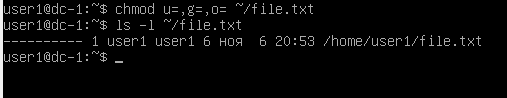 user1@dc-1:~$ chmod u=,g=,o= ~/file.txt
user1@dc-1:~$ ls -l ~/file.txt
---------- 1 user1 user1 6 ноя  6 20:53 /home/user1/file.txt
user1@dc-1:~$ _